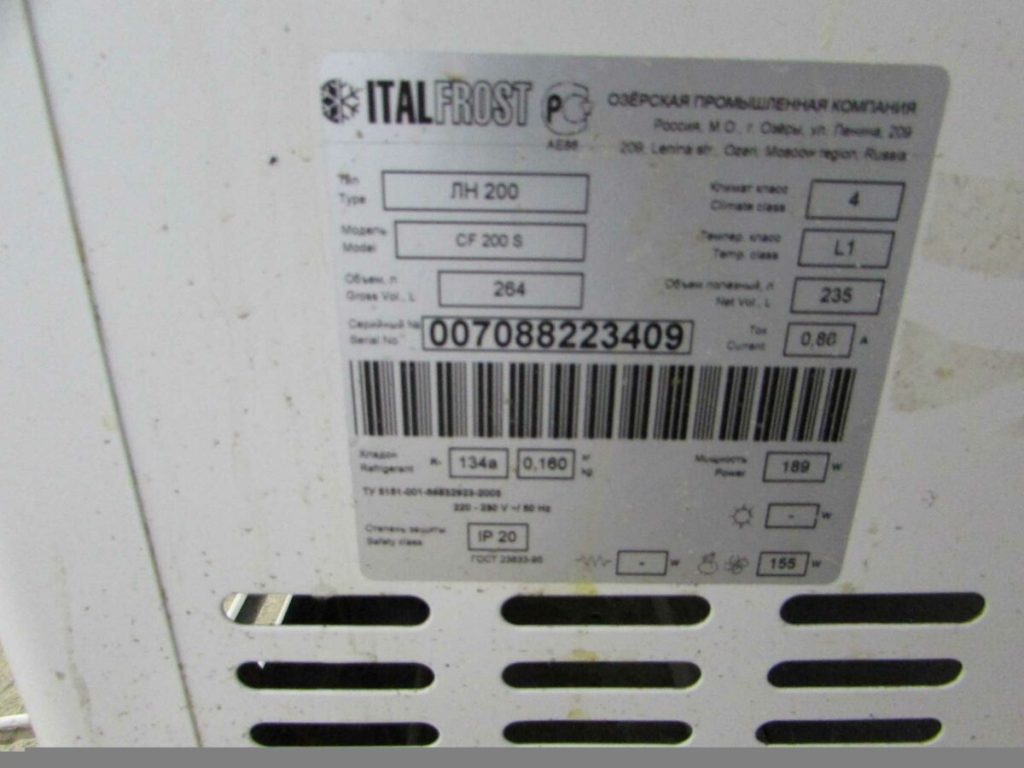 ITALFROST РС ОЗЁРСКАЯ ПРОМЫШЛЕННАЯ КОМПАНИЯ
АЕ88 Россия, М.О., г. Озёры, ул. Ленина, 209
209, Lenina str., Ozeri, Moscow region, Russia
Тип
Type ЛН 200
Климат класс
Climate class 4
Модель
Model CF 200 S
Темпер. класс
Temp. class L1
Объем, л
Gross Vol., L 264
Объем полезный, л
Net Vol., L 235
Серийный №
Serial No. 007088223409
Ток
Current 0,86 A
Хладон
Refrigerant R- 134a 0,160 кг
kg
Мощность
Power 189 W
220 - 230 V ~/ 50 Hz
- W
Степень защиты
Safety class IP 20
- W
155 W